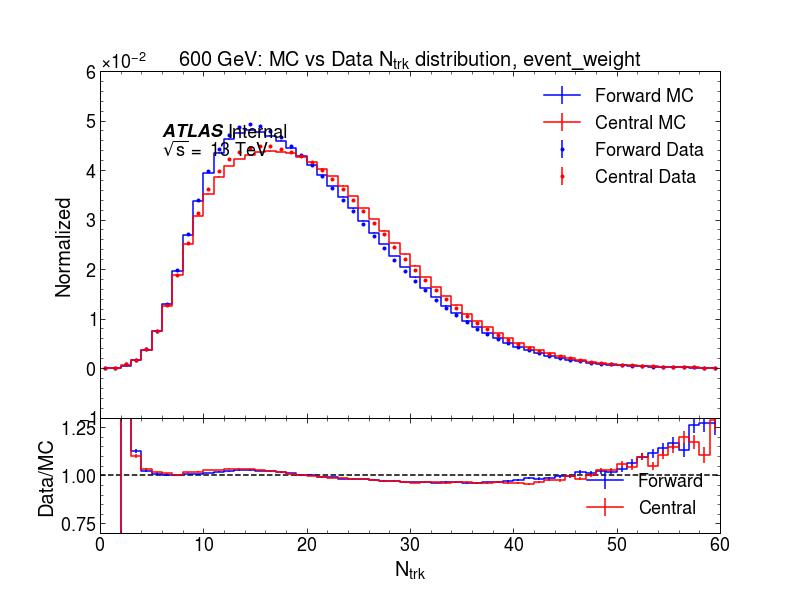 ×10⁻² 600 GeV: MC vs Data Nₜᵣₖ distribution, event_weight
6
Forward MC
5
ATLAS Internal
Central MC
√s = 13 TeV
Forward Data
4
Central Data
3
Normalized
2
1
0
−1
1.25
1.00
Data/MC
Forward
Central
0.75
0 10 20 30 40 50 60
Nₜᵣₖ